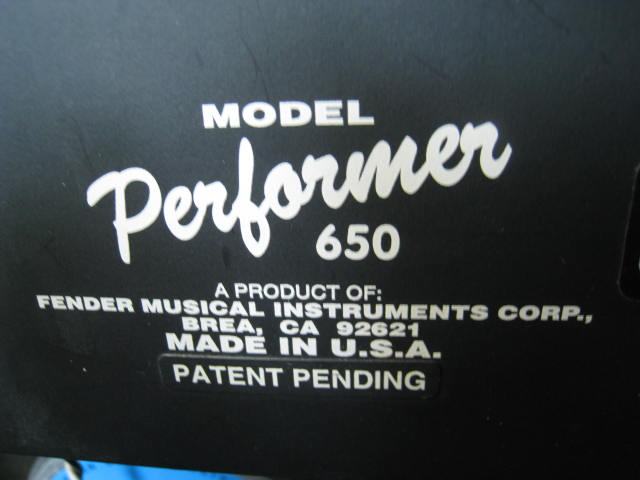 MODEL
Performer
650
A PRODUCT OF:
FENDER MUSICAL INSTRUMENTS CORP.,
BREA, CA 92621
MADE IN U.S.A.
PATENT PENDING